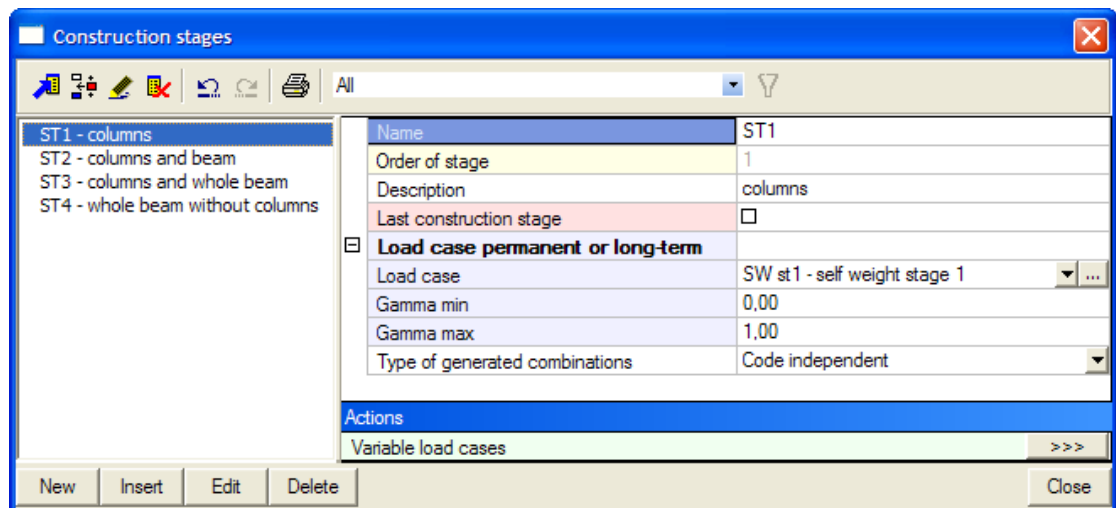 Construction stages
All
ST1 - columns
ST2 - columns and beam
ST3 - columns and whole beam
ST4 - whole beam without columns
Name ST1
Order of stage 1
Description columns
Last construction stage
Load case permanent or long-term
Load case SW st1 - self weight stage 1 ...
Gamma min 0,00
Gamma max 1,00
Type of generated combinations Code independent
Actions
Variable load cases >>>
New Insert Edit Delete Close